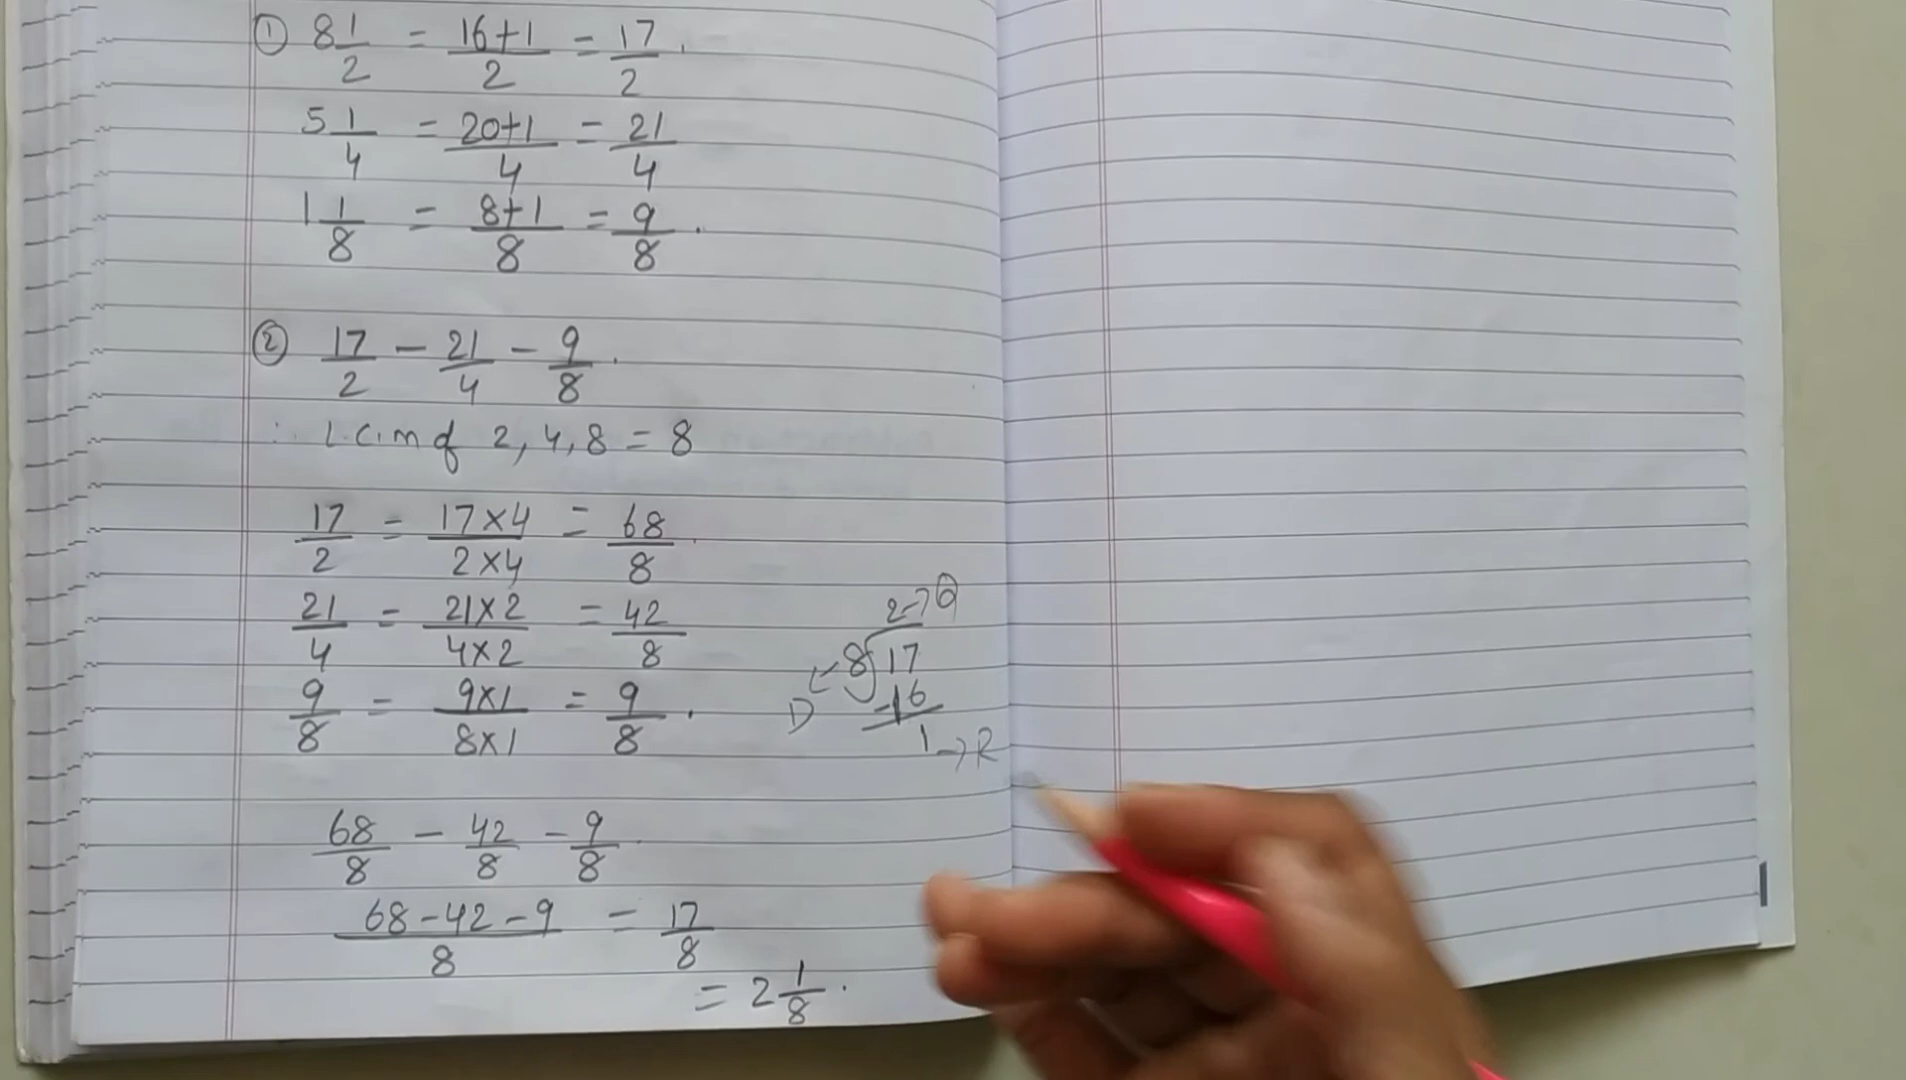 ① 8 1/2 = (16+1)/2 = 17/2.
5 1/4 = (20+1)/4 = 21/4
1 1/8 = (8+1)/8 = 9/8.
② 17/2 - 21/4 - 9/8.
∴ L.C.M of 2, 4, 8 = 8
17/2 = (17×4)/(2×4) = 68/8.
21/4 = (21×2)/(4×2) = 42/8
9/8 = (9×1)/(8×1) = 9/8.
2→Q
D ← 8)17
-16
1→R
68/8 - 42/8 - 9/8.
(68-42-9)/8 = 17/8
= 2 1/8.